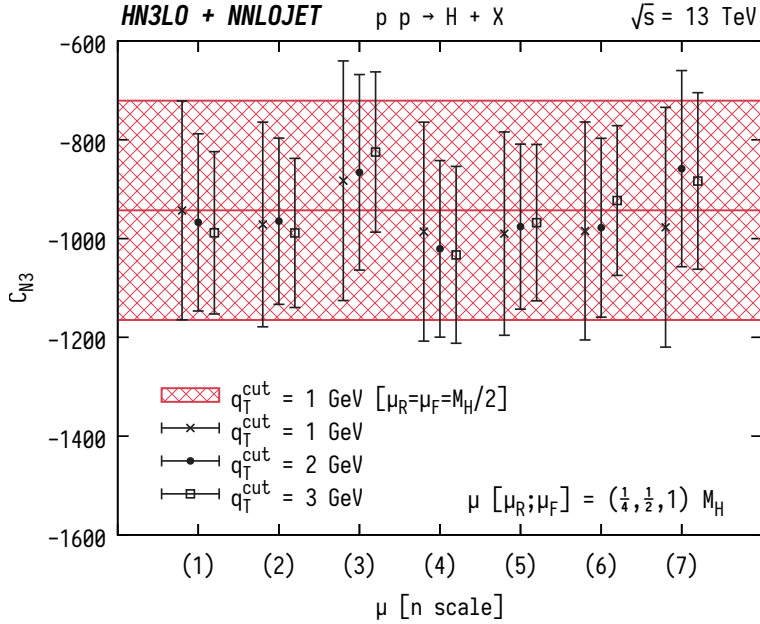 HN3LO + NNLOJET p p → H + X √s = 13 TeV
-600
-800
-1000
-1200
-1400
-1600
C_N3
q_T^cut = 1 GeV [μ_R=μ_F=M_H/2]
q_T^cut = 1 GeV
q_T^cut = 2 GeV
q_T^cut = 3 GeV
μ [μ_R;μ_F] = (1/4,1/2,1) M_H
(1) (2) (3) (4) (5) (6) (7)
μ [n scale]